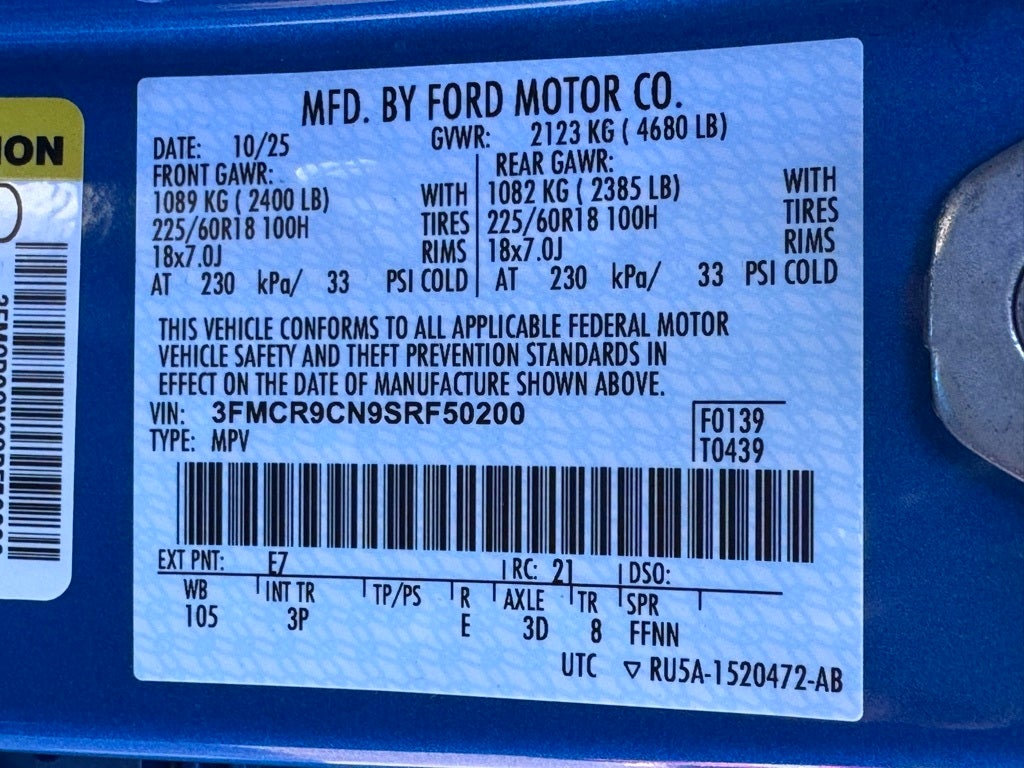 ION
MFD. BY FORD MOTOR CO.
DATE: 10/25 GVWR: 2123 KG ( 4680 LB)
FRONT GAWR: REAR GAWR:
1089 KG ( 2400 LB) WITH 1082 KG ( 2385 LB) WITH
225/60R18 100H TIRES 225/60R18 100H TIRES
18x7.0J RIMS 18x7.0J RIMS
AT 230 kPa/ 33 PSI COLD AT 230 kPa/ 33 PSI COLD
THIS VEHICLE CONFORMS TO ALL APPLICABLE FEDERAL MOTOR
VEHICLE SAFETY AND THEFT PREVENTION STANDARDS IN
EFFECT ON THE DATE OF MANUFACTURE SHOWN ABOVE.
VIN: 3FMCR9CN9SRF50200 F0139
TYPE: MPV T0439
EXT PNT: E7 RC: 21 DSO:
WB INT TR TP/PS R AXLE TR SPR
105 3P E 3D 8 FFNN
UTC ▽ RU5A-1520472-AB